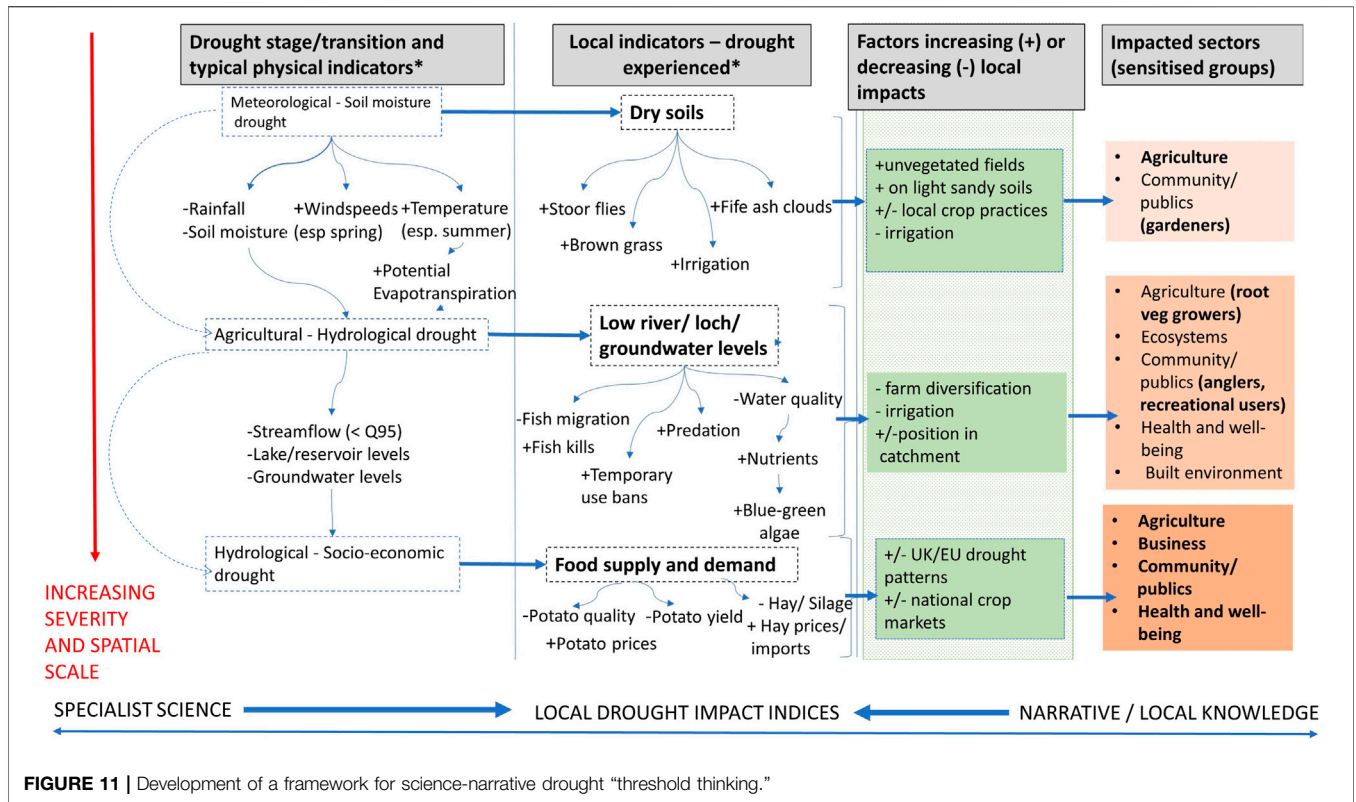 Drought stage/transition and
typical physical indicators*
Local indicators – drought
experienced*
Factors increasing (+) or
decreasing (-) local
impacts
Impacted sectors
(sensitised groups)
Meteorological - Soil moisture
drought
Dry soils
-Rainfall
-Soil moisture
+Windspeeds
(esp spring)
+Temperature
(esp. summer)
+Potential
Evapotranspiration
+Stoor flies
+Brown grass
+Irrigation
+Fife ash clouds
+unvegetated fields
+ on light sandy soils
+/- local crop practices
- irrigation
• Agriculture
• Community/
publics
(gardeners)
Agricultural - Hydrological drought
Low river/ loch/
groundwater levels
-Streamflow (< Q95)
-Lake/reservoir levels
-Groundwater levels
-Fish migration
+Fish kills
+Temporary
use bans
+Predation
-Water quality
+Nutrients
+Blue-green
algae
- farm diversification
- irrigation
+/-position in
catchment
• Agriculture (root
veg growers)
• Ecosystems
• Community/
publics (anglers,
recreational users)
• Health and well-
being
• Built environment
Hydrological - Socio-economic
drought
Food supply and demand
-Potato quality
+Potato prices
-Potato yield
- Hay/ Silage
+ Hay prices/
imports
+/- UK/EU drought
patterns
+/- national crop
markets
• Agriculture
• Business
• Community/
publics
• Health and well-
being
INCREASING
SEVERITY
AND SPATIAL
SCALE
SPECIALIST SCIENCE
LOCAL DROUGHT IMPACT INDICES
NARRATIVE / LOCAL KNOWLEDGE
FIGURE 11 | Development of a framework for science-narrative drought “threshold thinking.”